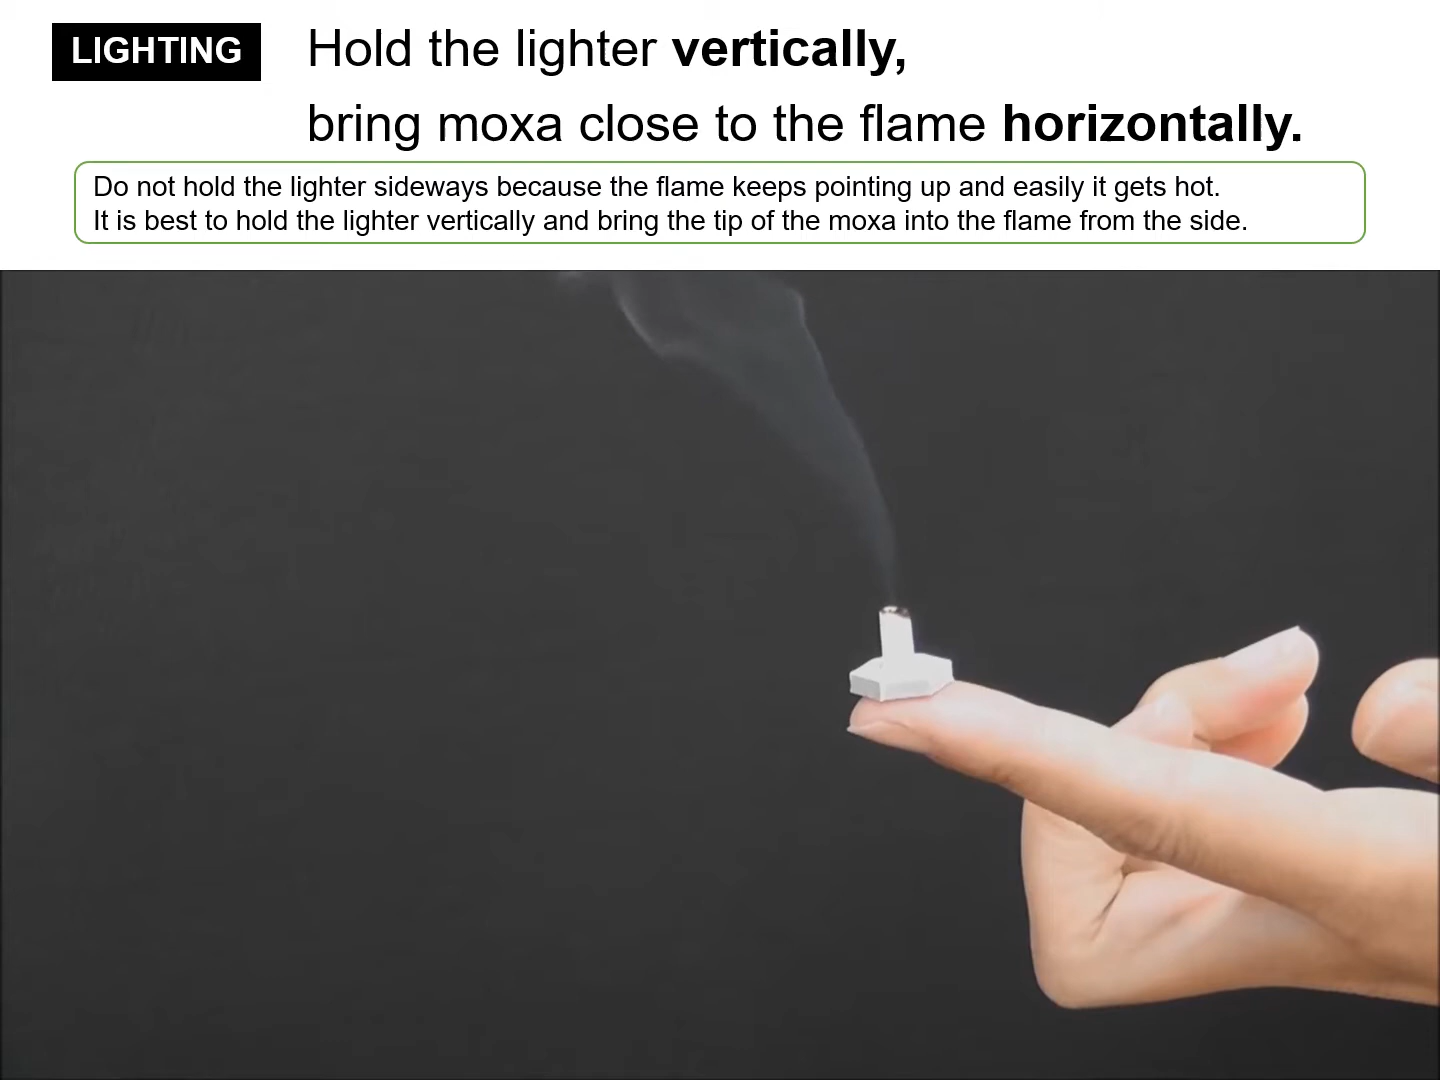 LIGHTING
Hold the lighter vertically,
bring moxa close to the flame horizontally.
Do not hold the lighter sideways because the flame keeps pointing up and easily it gets hot.
It is best to hold the lighter vertically and bring the tip of the moxa into the flame from the side.